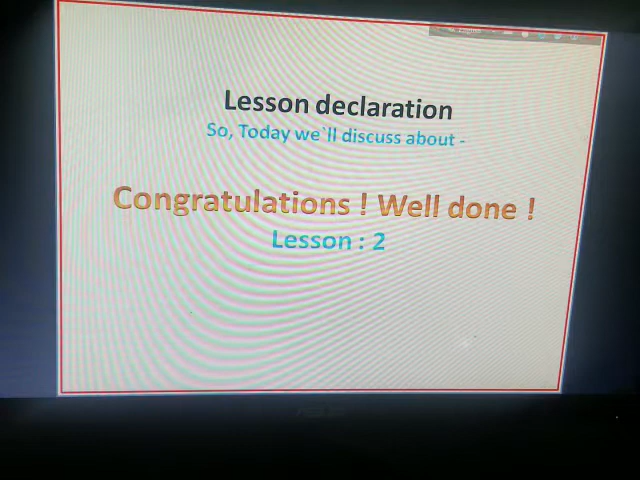 Lesson declaration
So, Today we`ll discuss about -
Congratulations ! Well done !
Lesson : 2